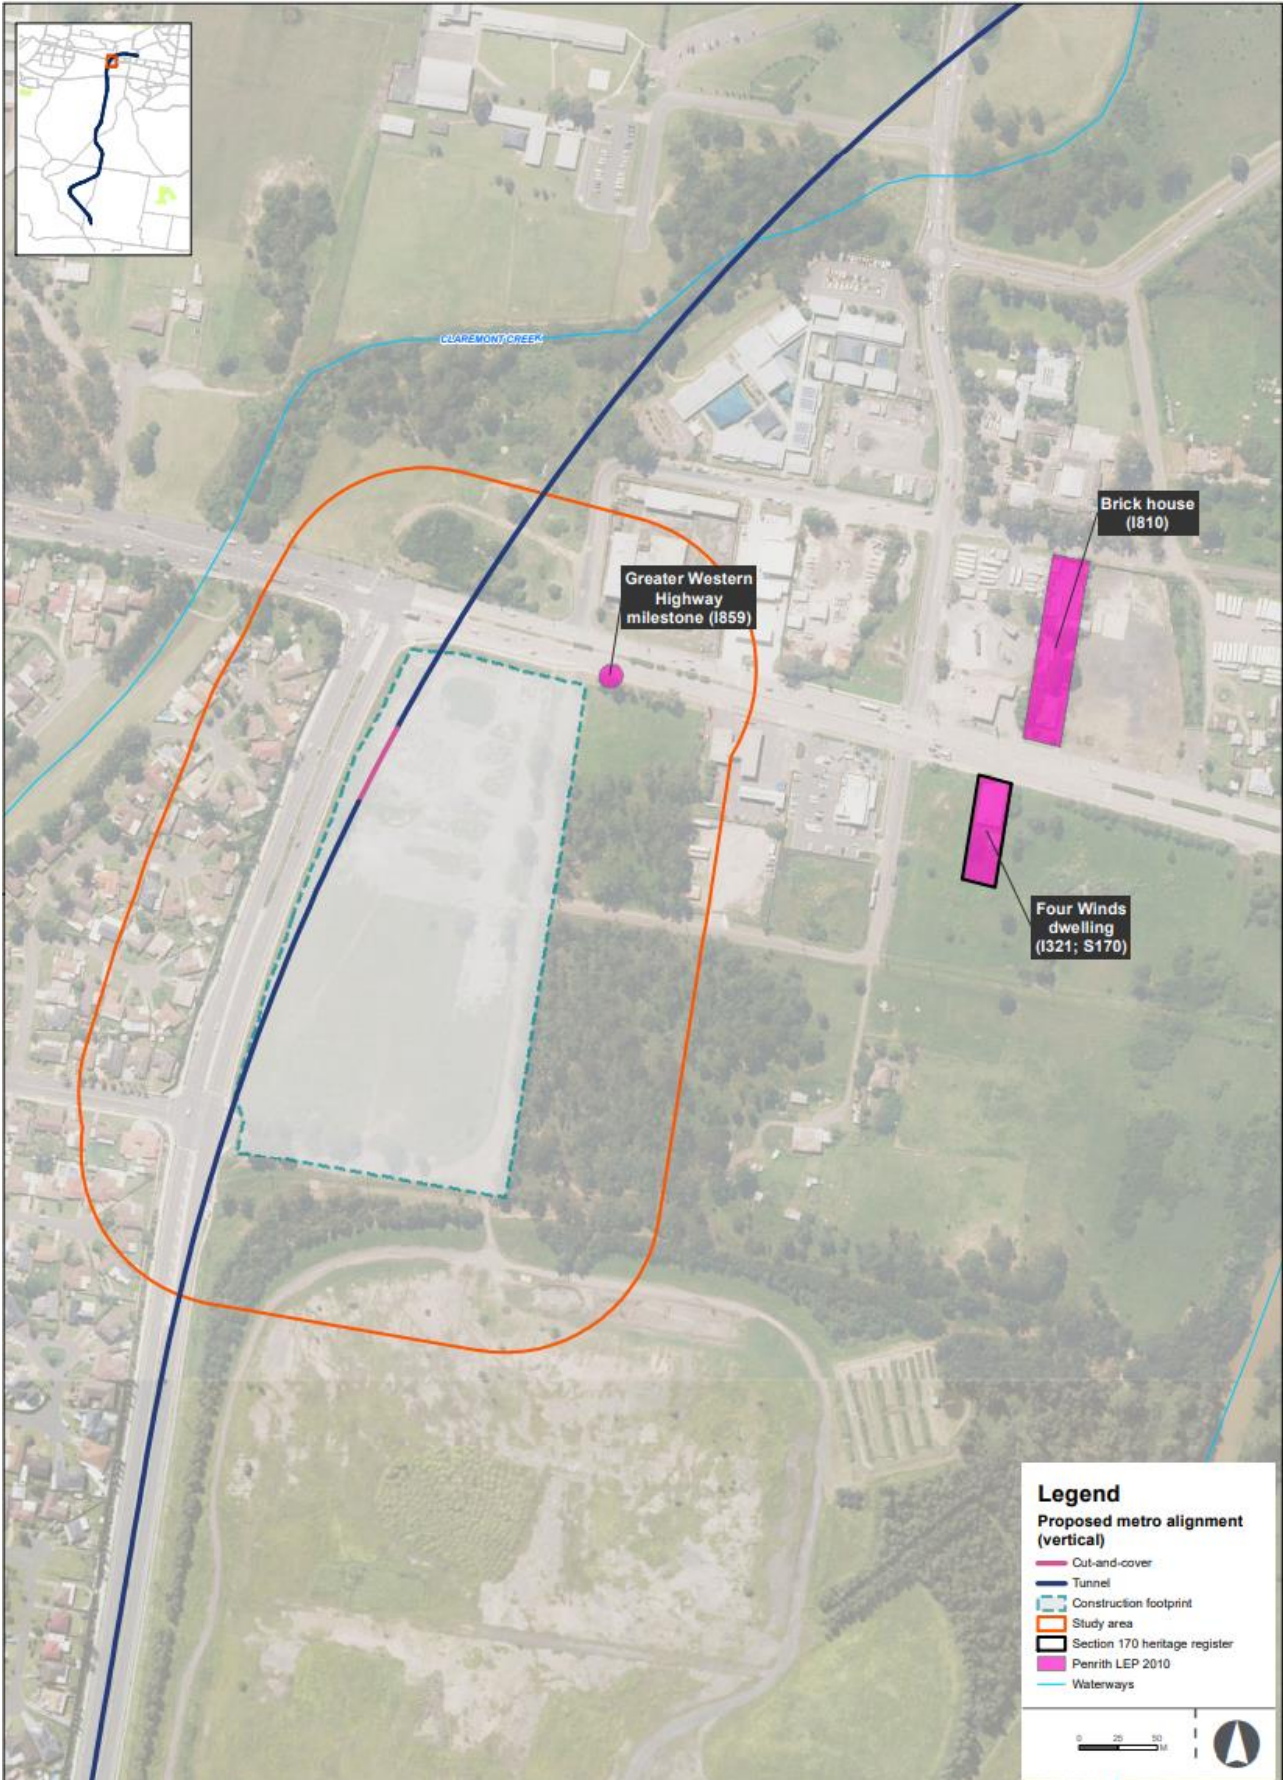 CLAREMONT CREEK
Brick house
(I810)
Greater Western
Highway
milestone (I859)
Four Winds
dwelling
(I321; S170)
Legend
Proposed metro alignment
(vertical)
Cut-and-cover
Tunnel
Construction footprint
Study area
Section 170 heritage register
Penrith LEP 2010
Waterways
0 25 50
M